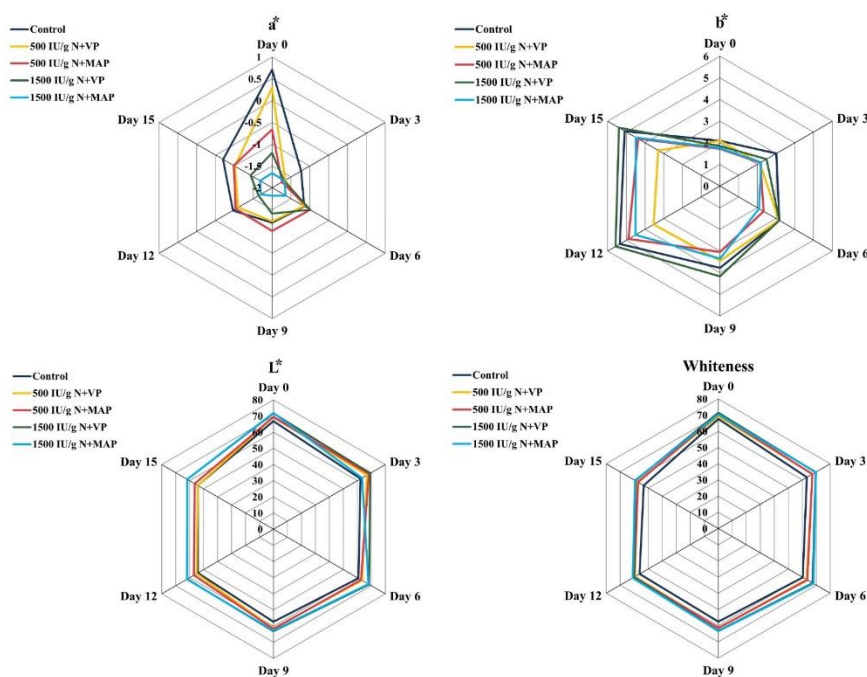 a*
Control
500 IU/g N+VP
500 IU/g N+MAP
1500 IU/g N+VP
1500 IU/g N+MAP
Day 0
1
0.5
0
-0.5
-1
-1.5
-2
Day 3
Day 6
Day 9
Day 12
Day 15
b*
Control
500 IU/g N+VP
500 IU/g N+MAP
1500 IU/g N+VP
1500 IU/g N+MAP
Day 0
6
5
4
3
2
1
0
Day 3
Day 6
Day 9
Day 12
Day 15
L*
Control
500 IU/g N+VP
500 IU/g N+MAP
1500 IU/g N+VP
1500 IU/g N+MAP
Day 0
80
70
60
50
40
30
20
10
0
Day 3
Day 6
Day 9
Day 12
Day 15
Whiteness
Control
500 IU/g N+VP
500 IU/g N+MAP
1500 IU/g N+VP
1500 IU/g N+MAP
Day 0
80
70
60
50
40
30
20
10
0
Day 3
Day 6
Day 9
Day 12
Day 15